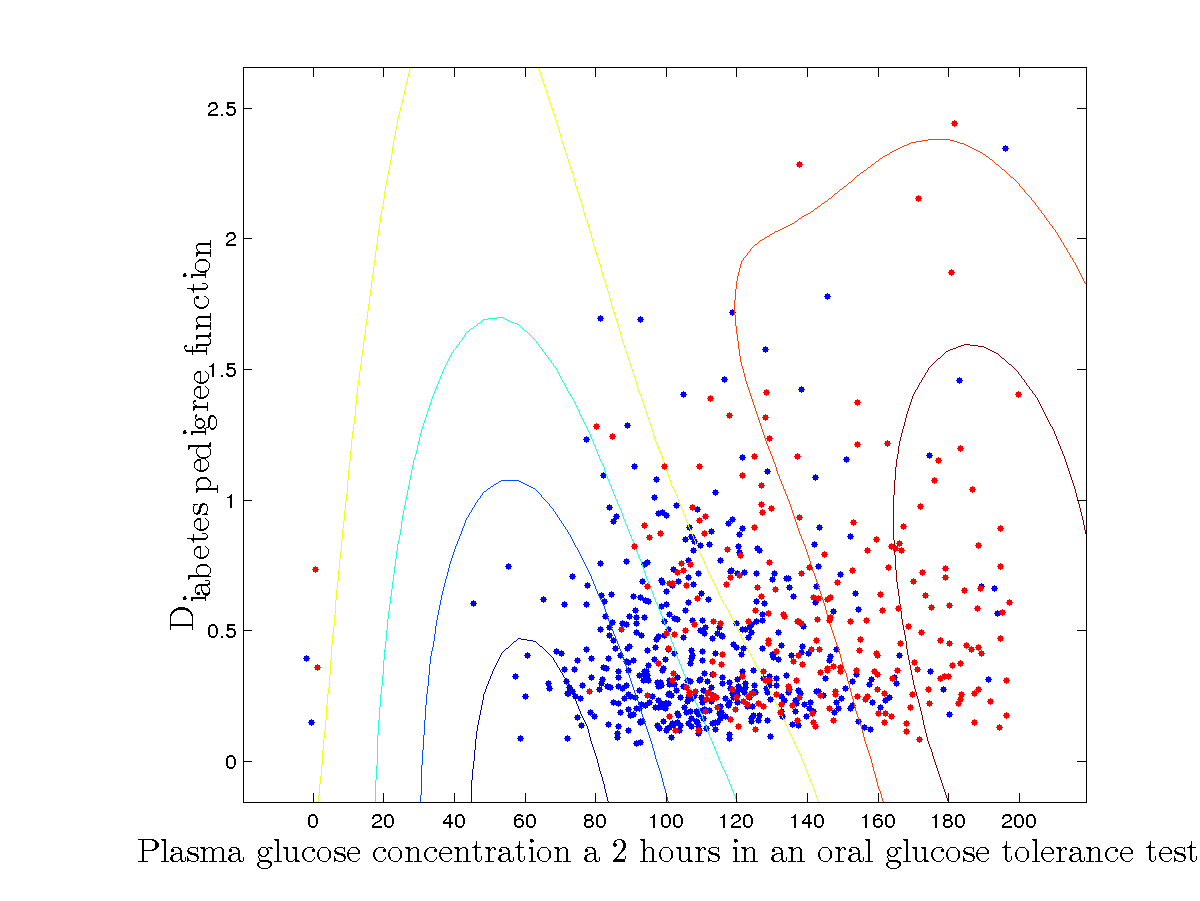 2.5
2
1.5
1
0.5
0
Diabetes pedigree function
0 20 40 60 80 100 120 140 160 180 200
Plasma glucose concentration a 2 hours in an oral glucose tolerance test